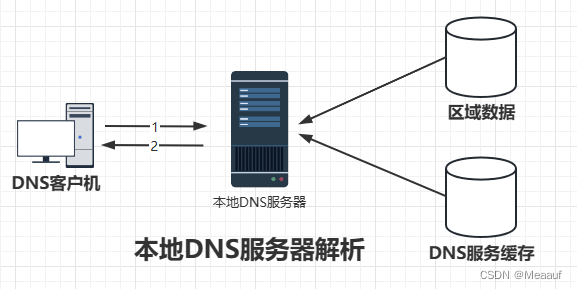 1
2
区域数据
DNS客户机
本地DNS服务器
本地DNS服务器解析
DNS服务缓存
CSDN @Meaauf